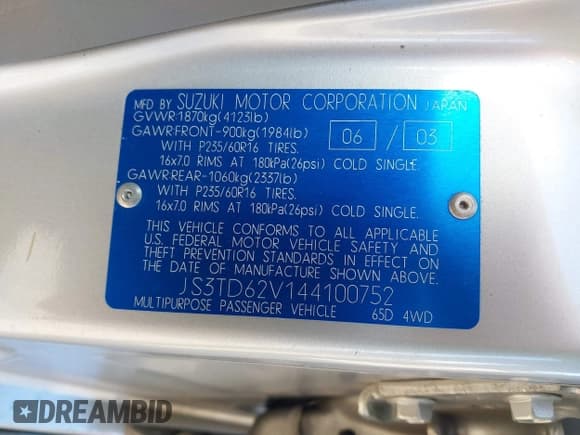 MFD BY SUZUKI MOTOR CORPORATION JAPAN
GVWR:1870kg(4123lb)
GAWR:FRONT-900kg(1984lb) 06 / 03
WITH P235/60R16 TIRES.
16x7.0 RIMS AT 180kPa(26psi) COLD SINGLE.
GAWR:REAR-1060kg(2337lb)
WITH P235/60R16 TIRES.
16x7.0 RIMS AT 180kPa(26psi) COLD SINGLE.
THIS VEHICLE CONFORMS TO ALL APPLICABLE
U.S. FEDERAL MOTOR VEHICLE SAFETY AND
THEFT PREVENTION STANDARDS IN EFFECT ON
THE DATE OF MANUFACTURE SHOWN ABOVE.
JS3TD62V144100752
MULTIPURPOSE PASSENGER VEHICLE 65D 4WD
DREAMBID